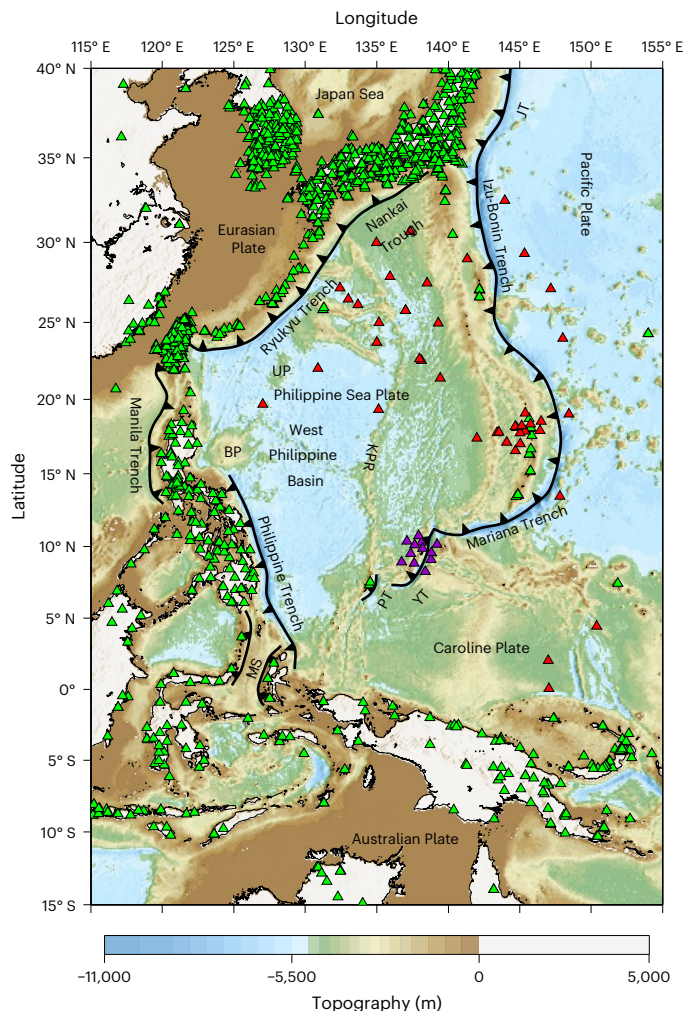 Longitude
115° E 120° E 125° E 130° E 135° E 140° E 145° E 150° E 155° E
40° N
Japan Sea
JT
35° N
Pacific Plate
Izu-Bonin Trench
Nankai
Trough
Eurasian
Plate
30° N
Ryukyu Trench
25° N
UP
Philippine Sea Plate
20° N
Manila Trench
West
Philippine
Basin
BP
KPR
15° N
Latitude
Philippine Trench
Mariana Trench
10° N
PT
YT
5° N
MS
Caroline Plate
0°
5° S
10° S
Australian Plate
15° S
−11,000 −5,500 0 5,000
Topography (m)